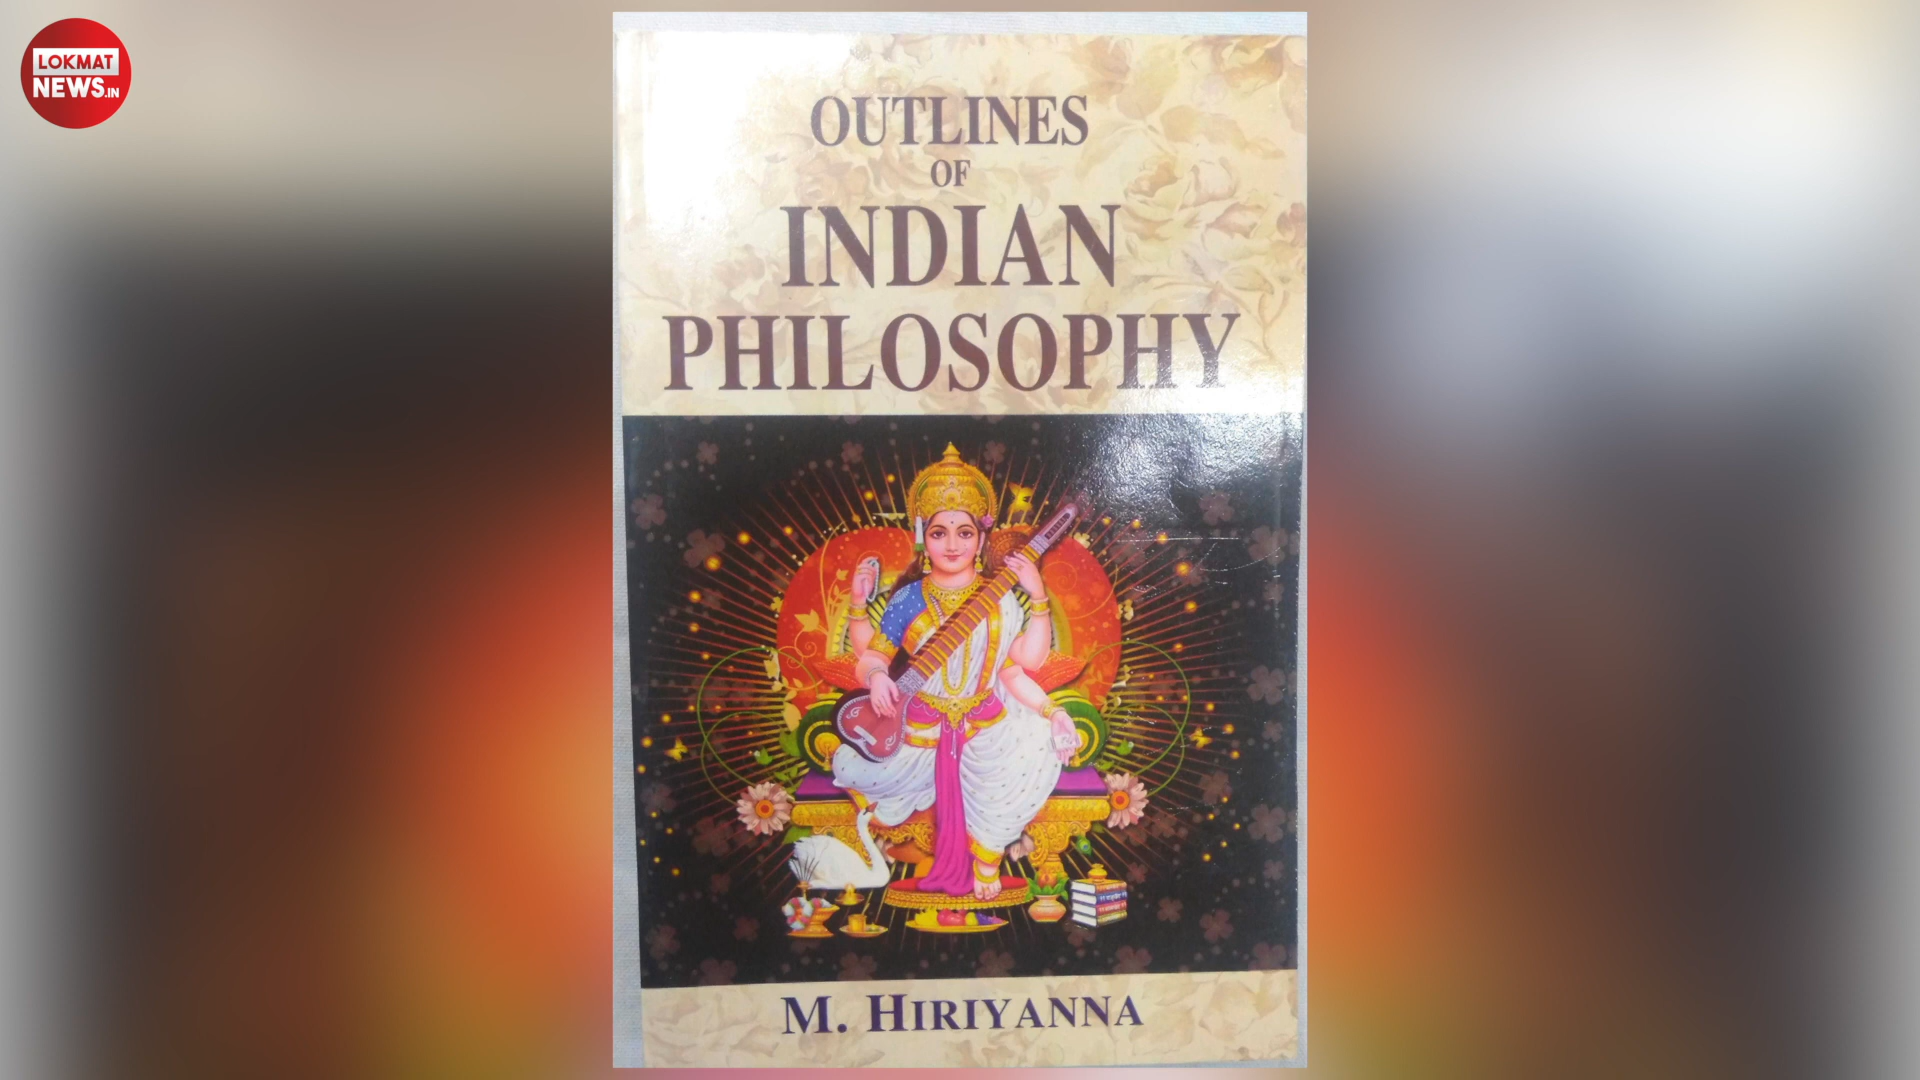 LOKMAT
NEWS.IN
OUTLINES
OF
INDIAN
PHILOSOPHY
M. HIRIYANNA